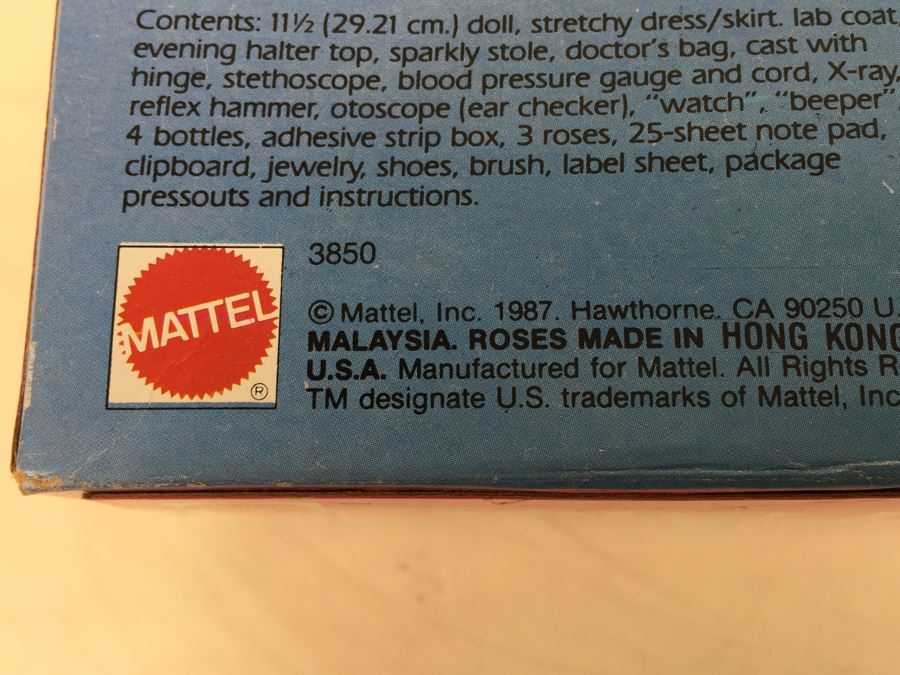 Contents: 11½ (29.21 cm.) doll, stretchy dress/skirt. lab coat,
evening halter top, sparkly stole, doctor's bag, cast with
hinge, stethoscope, blood pressure gauge and cord, X-ray,
reflex hammer, otoscope (ear checker), "watch", "beeper",
4 bottles, adhesive strip box, 3 roses, 25-sheet note pad,
clipboard, jewelry, shoes, brush, label sheet, package
pressouts and instructions.
MATTEL
®
3850
© Mattel, Inc. 1987. Hawthorne. CA 90250 U.
MALAYSIA. ROSES MADE IN HONG KONG
U.S.A. Manufactured for Mattel. All Rights R
TM designate U.S. trademarks of Mattel, Inc